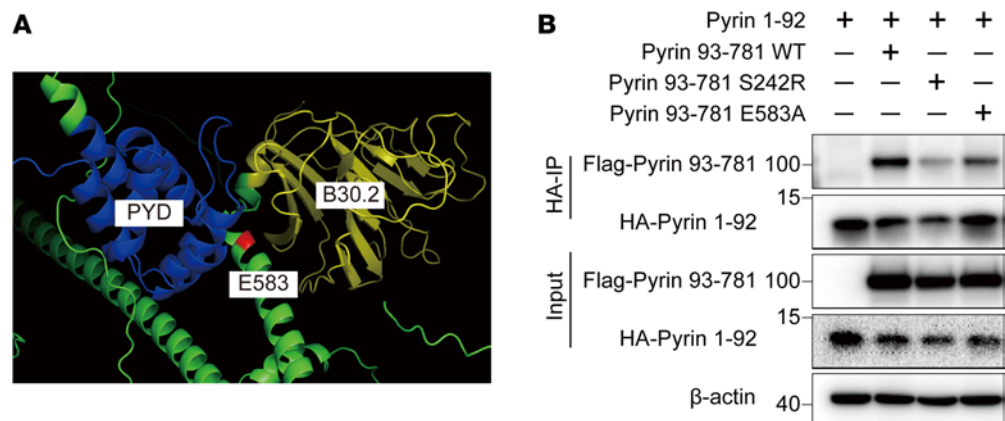 A
PYD
B30.2
E583
B
Pyrin 1-92 + + + +
Pyrin 93-781 WT — + — —
Pyrin 93-781 S242R — — + —
Pyrin 93-781 E583A — — — +
HA-IP
Flag-Pyrin 93-781 100
15
HA-Pyrin 1-92
Input
Flag-Pyrin 93-781 100
15
HA-Pyrin 1-92
β-actin 40